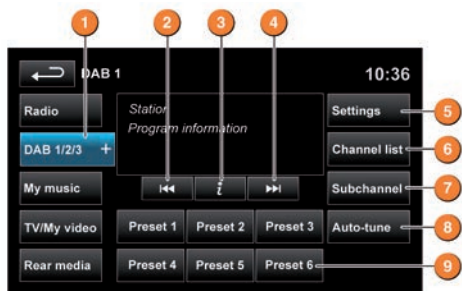 1 2 3 4
DAB 1 10:36
Radio Station Settings 5
Program information
DAB 1/2/3 + Channel list 6
My music i Subchannel 7
TV/My video Preset 1 Preset 2 Preset 3 Auto-tune 8
Rear media Preset 4 Preset 5 Preset 6 9